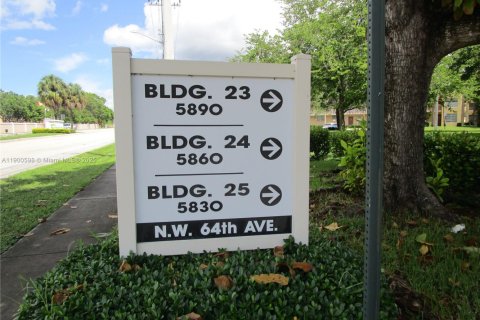 BLDG. 23
5890
BLDG. 24
5860
BLDG. 25
5830
N.W. 64th AVE.